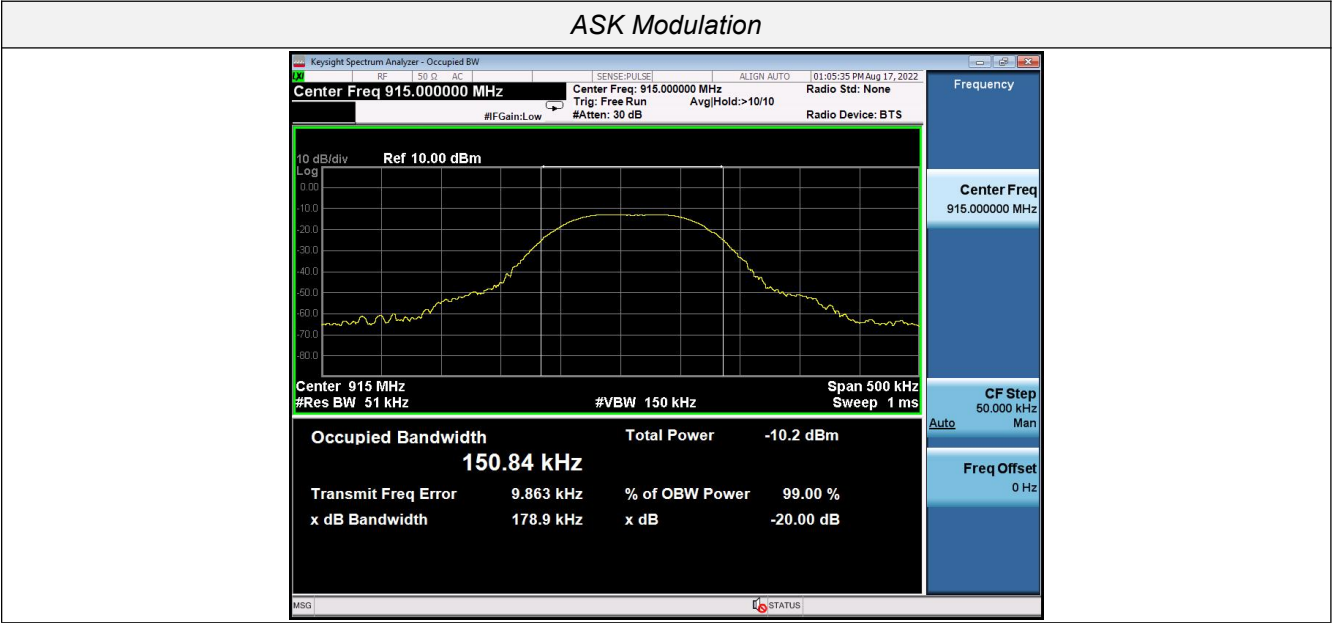 ASK Modulation
Keysight Spectrum Analyzer - Occupied BW
LXI RF 50 Ω AC SENSE:PULSE ALIGN AUTO 01:05:35 PM Aug 17, 2022
Center Freq 915.000000 MHz
Center Freq: 915.000000 MHz
Radio Std: None
Trig: Free Run Avg|Hold:>10/10
#IFGain:Low
#Atten: 30 dB
Radio Device: BTS
10 dB/div Ref 10.00 dBm
Log
0.00
-10.0
-20.0
-30.0
-40.0
-50.0
-60.0
-70.0
-80.0
Center 915 MHz Span 500 kHz
#Res BW 51 kHz #VBW 150 kHz Sweep 1 ms
Occupied Bandwidth Total Power -10.2 dBm
150.84 kHz
Transmit Freq Error 9.863 kHz % of OBW Power 99.00 %
x dB Bandwidth 178.9 kHz x dB -20.00 dB
MSG STATUS
Frequency
Center Freq
915.000000 MHz
CF Step
50.000 kHz
Auto Man
Freq Offset
0 Hz